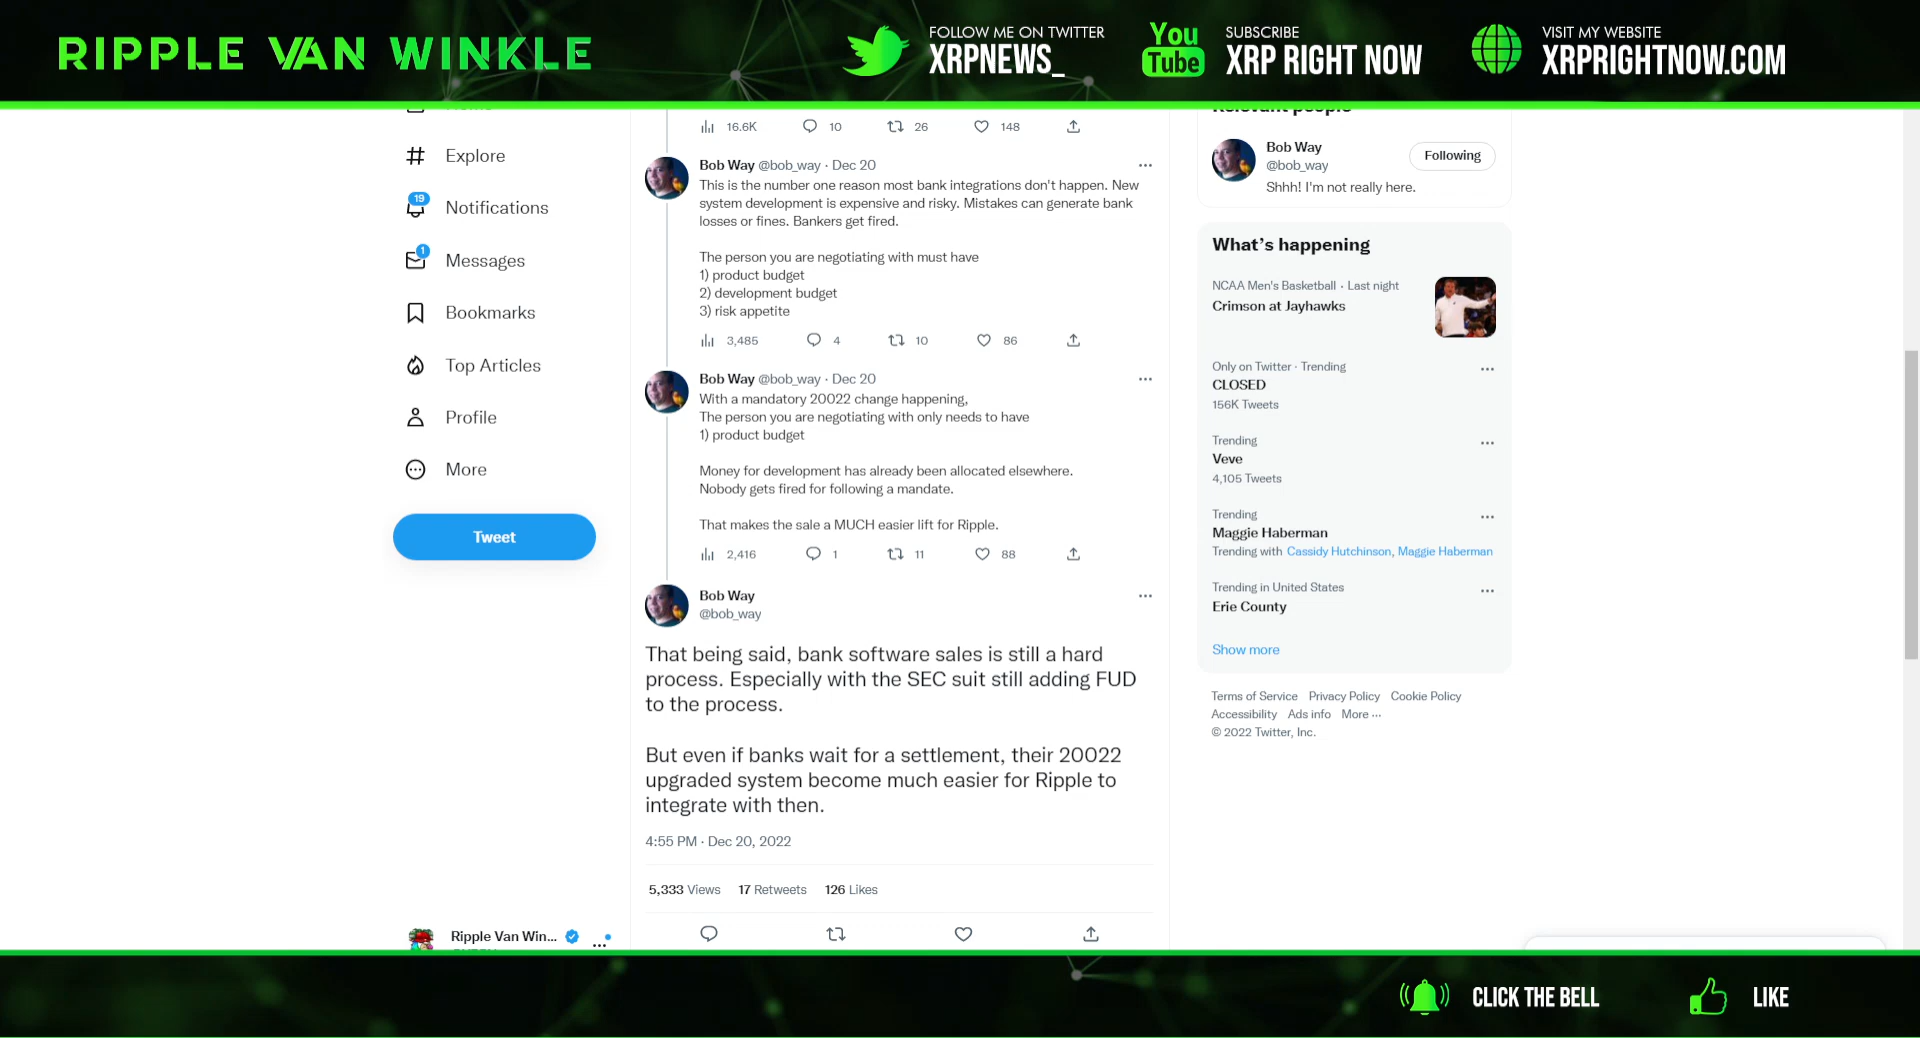 RIPPLE VAN WINKLE
FOLLOW ME ON TWITTER
XRPNEWS_
You
Tube
SUBSCRIBE
XRP RIGHT NOW
VISIT MY WEBSITE
XRPRIGHTNOW.COM
Explore
19
Notifications
1
Messages
Bookmarks
Top Articles
Profile
More
Tweet
Ripple Van Win...
16.6K 10 26 148
Bob Way @bob_way · Dec 20
This is the number one reason most bank integrations don't happen. New
system development is expensive and risky. Mistakes can generate bank
losses or fines. Bankers get fired.
The person you are negotiating with must have
1) product budget
2) development budget
3) risk appetite
3,485 4 10 86
Bob Way @bob_way · Dec 20
With a mandatory 20022 change happening,
The person you are negotiating with only needs to have
1) product budget
Money for development has already been allocated elsewhere.
Nobody gets fired for following a mandate.
That makes the sale a MUCH easier lift for Ripple.
2,416 1 11 88
Bob Way
@bob_way
That being said, bank software sales is still a hard
process. Especially with the SEC suit still adding FUD
to the process.
But even if banks wait for a settlement, their 20022
upgraded system become much easier for Ripple to
integrate with then.
4:55 PM · Dec 20, 2022
5,333 Views 17 Retweets 126 Likes
Relevant people
Bob Way
@bob_way
Following
Shhh! I'm not really here.
What's happening
NCAA Men's Basketball · Last night
Crimson at Jayhawks
Only on Twitter · Trending
CLOSED
156K Tweets
Trending
Veve
4,105 Tweets
Trending
Maggie Haberman
Trending with Cassidy Hutchinson, Maggie Haberman
Trending in United States
Erie County
Show more
Terms of Service Privacy Policy Cookie Policy
Accessibility Ads info More ...
© 2022 Twitter, Inc.
CLICK THE BELL
LIKE